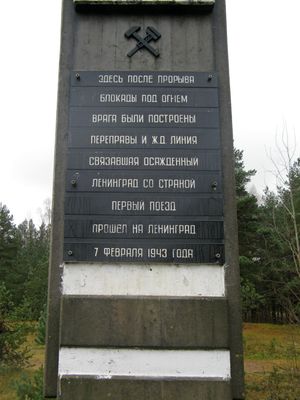 ЗДЕСЬ ПОСЛЕ ПРОРЫВА
БЛОКАДЫ ПОД ОГНЕМ
ВРАГА БЫЛИ ПОСТРОЕНЫ
ПЕРЕПРАВЫ И Ж.Д. ЛИНИЯ
СВЯЗАВШАЯ ОСАЖДЕННЫЙ
ЛЕНИНГРАД СО СТРАНОЙ
ПЕРВЫЙ ПОЕЗД
ПРОШЕЛ НА ЛЕНИНГРАД
7 ФЕВРАЛЯ 1943 ГОДА